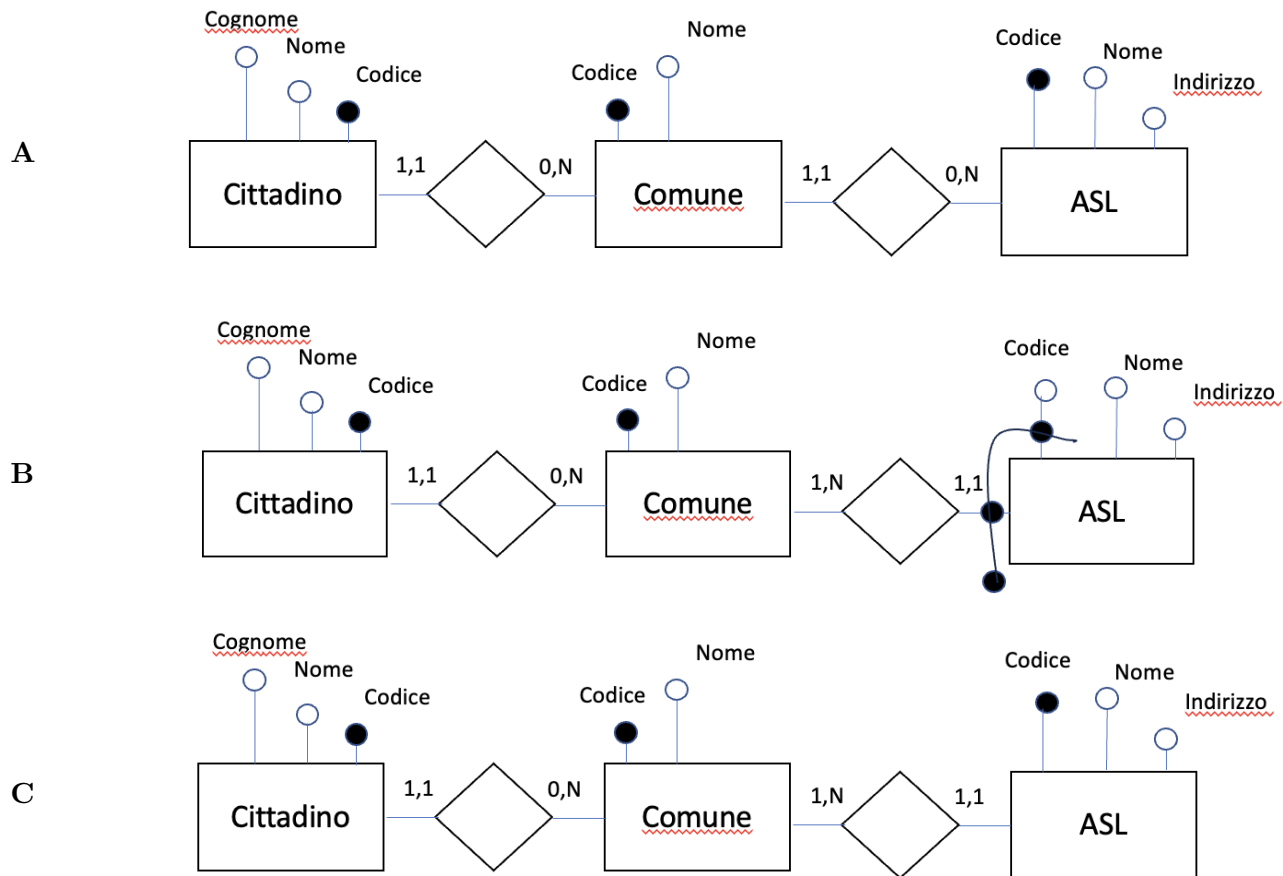 Cognome
Nome
Codice
Codice
Nome
Codice
Nome
Indirizzo
A
Cittadino
1,1
0,N
Comune
1,1
0,N
ASL
Cognome
Nome
Codice
Codice
Nome
Codice
Nome
Indirizzo
B
Cittadino
1,1
0,N
Comune
1,N
1,1
ASL
Cognome
Nome
Codice
Codice
Nome
Codice
Nome
Indirizzo
C
Cittadino
1,1
0,N
Comune
1,N
1,1
ASL